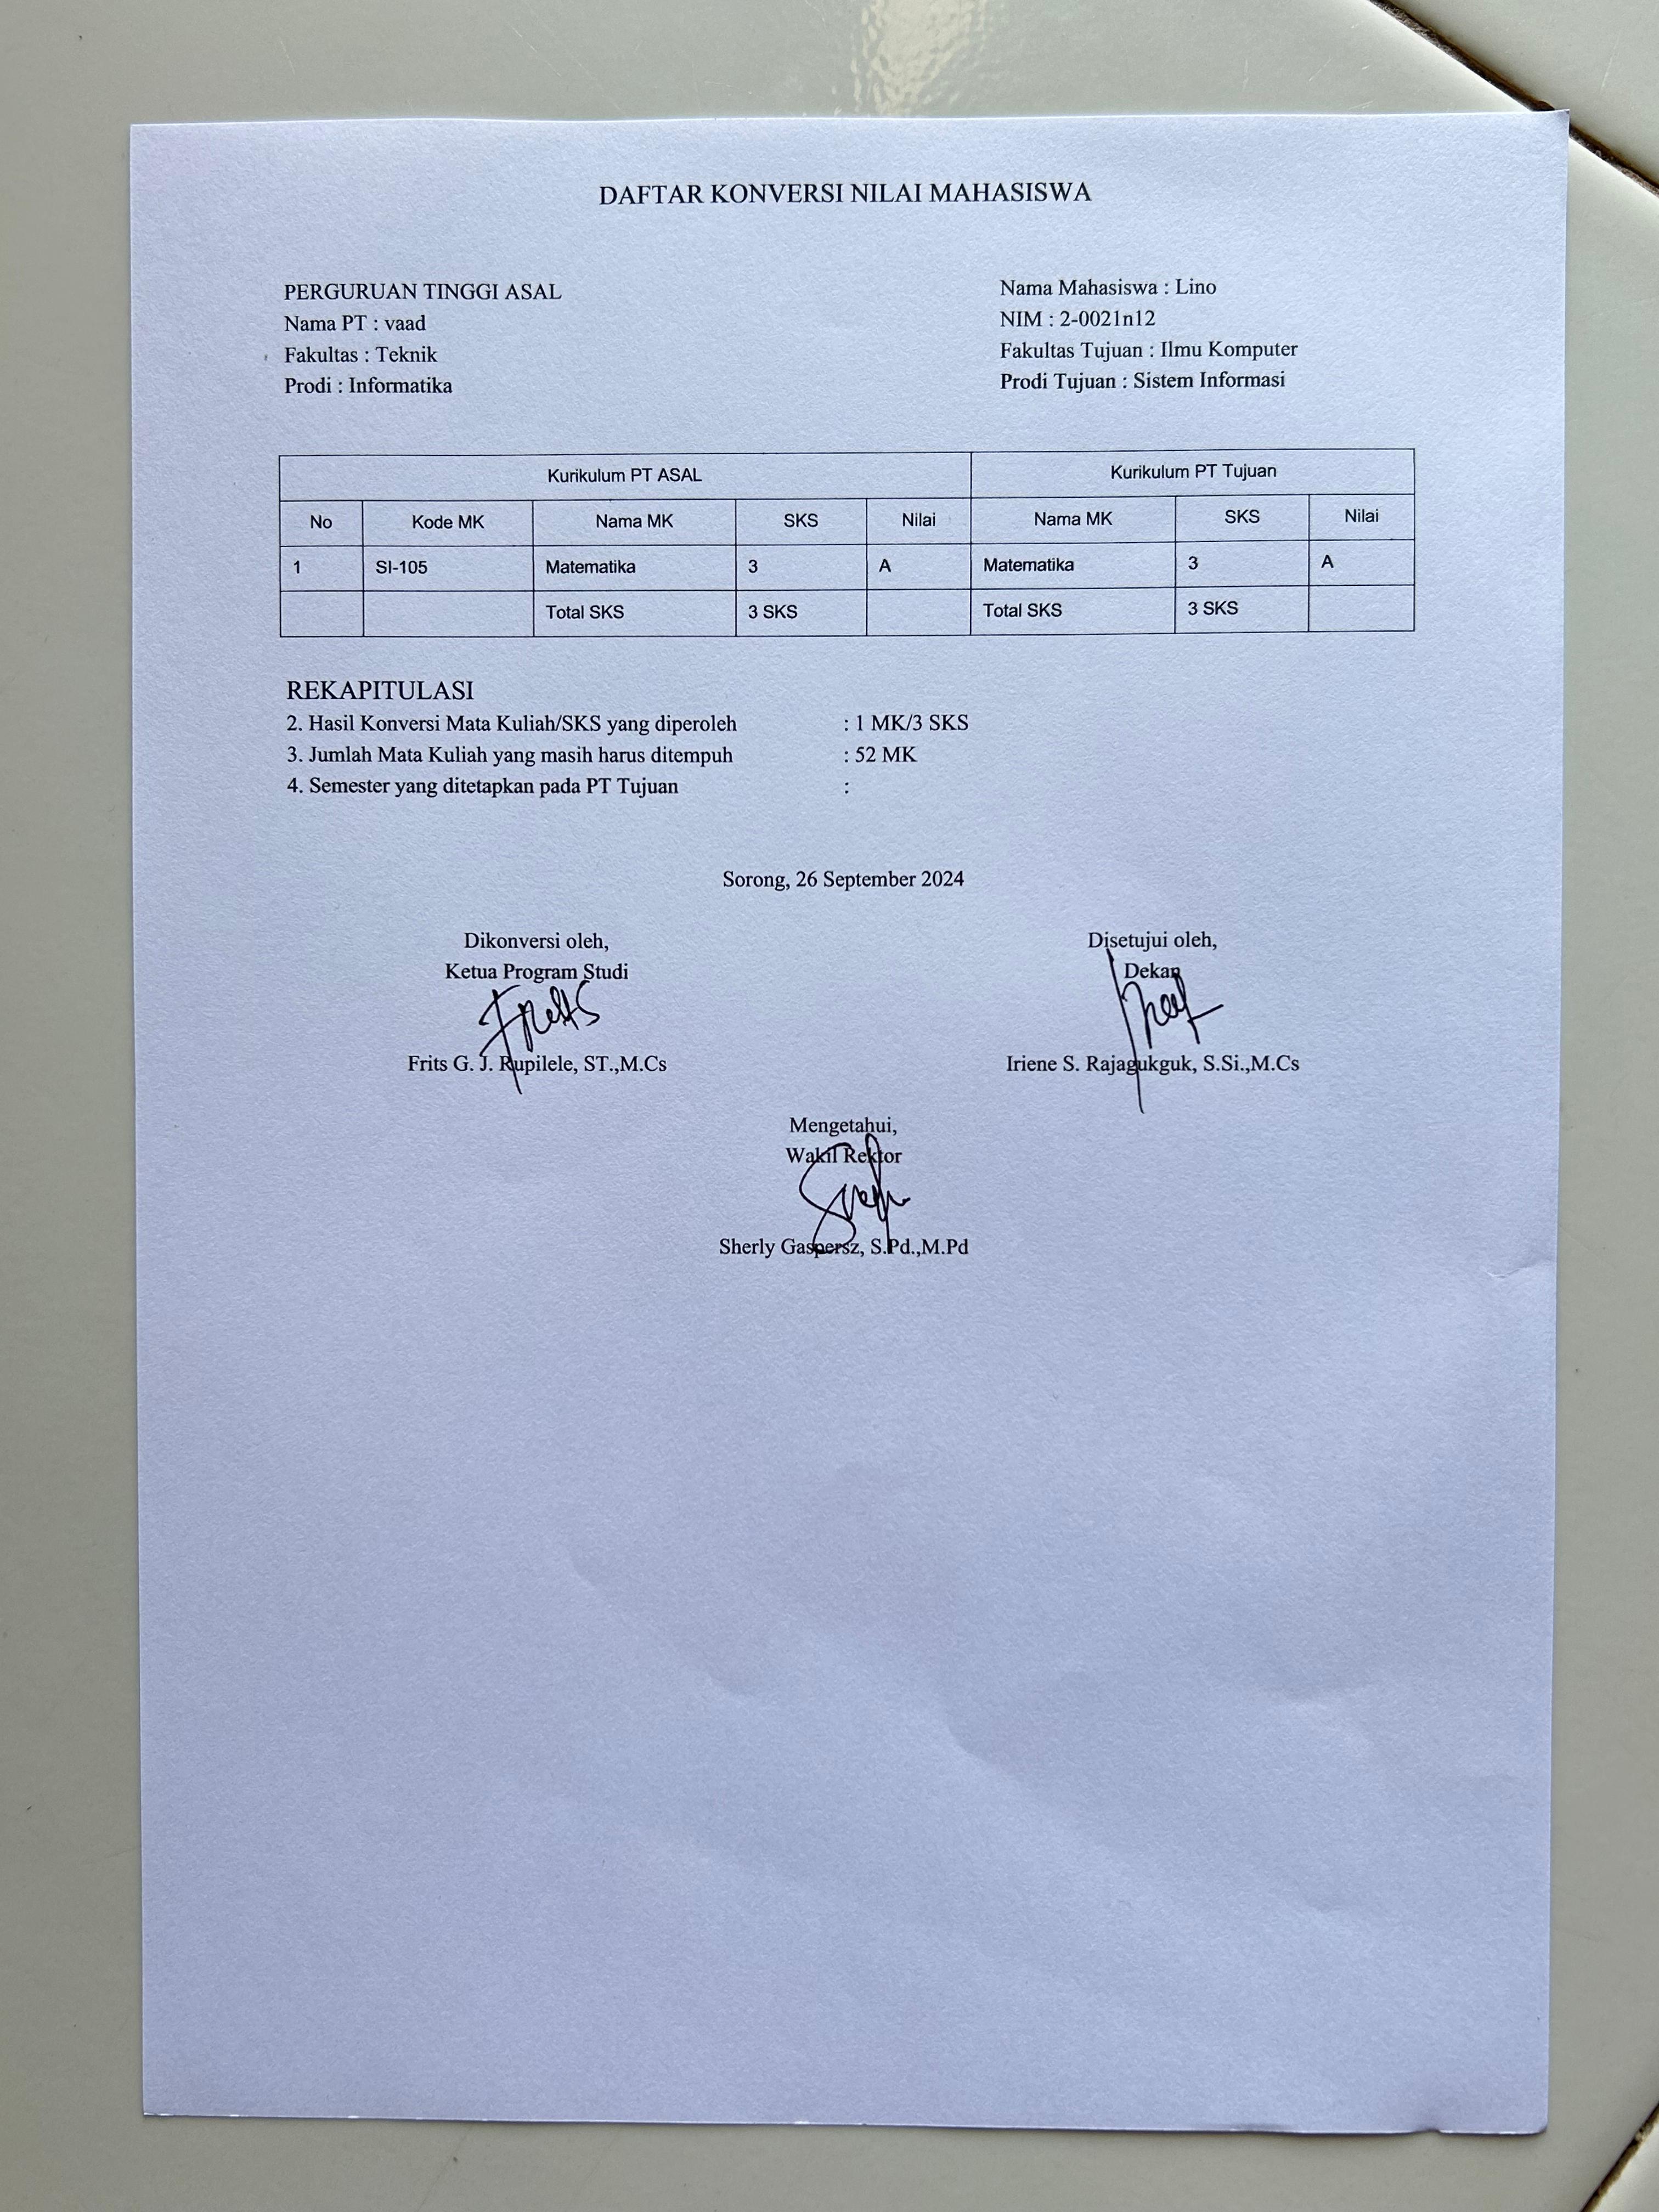 DAFTAR KONVERSI NILAI MAHASISWA
PERGURUAN TINGGI ASAL
Nama PT : vaad
Fakultas : Teknik
Prodi : Informatika
Nama Mahasiswa : Lino
NIM : 2-0021n12
Fakultas Tujuan : Ilmu Komputer
Prodi Tujuan : Sistem Informasi
Kurikulum PT ASAL Kurikulum PT Tujuan
No Kode MK Nama MK SKS Nilai Nama MK SKS Nilai
1 SI-105 Matematika 3 A Matematika 3 A
Total SKS 3 SKS Total SKS 3 SKS
REKAPITULASI
2. Hasil Konversi Mata Kuliah/SKS yang diperoleh : 1 MK/3 SKS
3. Jumlah Mata Kuliah yang masih harus ditempuh : 52 MK
4. Semester yang ditetapkan pada PT Tujuan :
Sorong, 26 September 2024
Dikonversi oleh,
Ketua Program Studi
Frits G. J. Rupilele, ST.,M.Cs
Disetujui oleh,
Dekan
Iriene S. Rajagukguk, S.Si.,M.Cs
Mengetahui,
Wakil Rektor
Sherly Gaspersz, S.Pd.,M.Pd